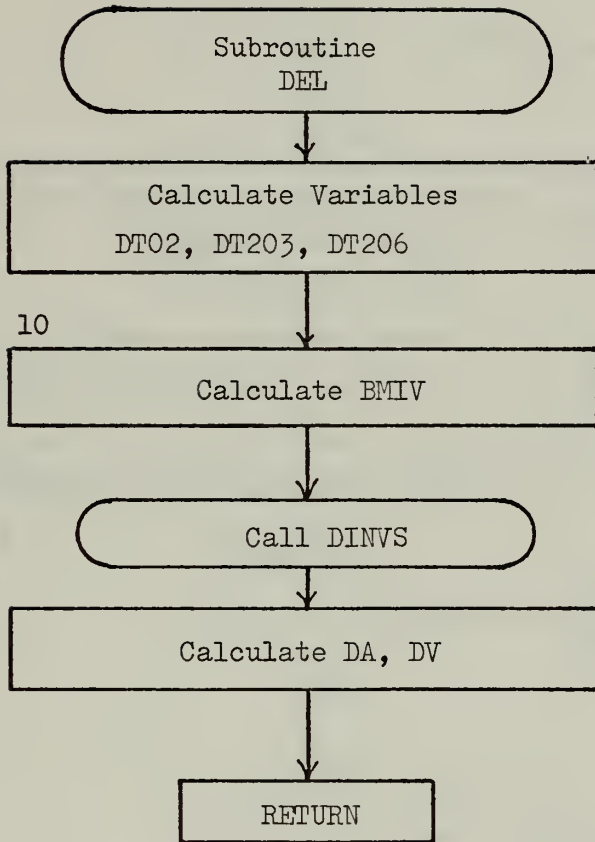 Subroutine
DEL
Calculate Variables
DT02, DT203, DT206
10
Calculate BMIV
Call DINVS
Calculate DA, DV
RETURN